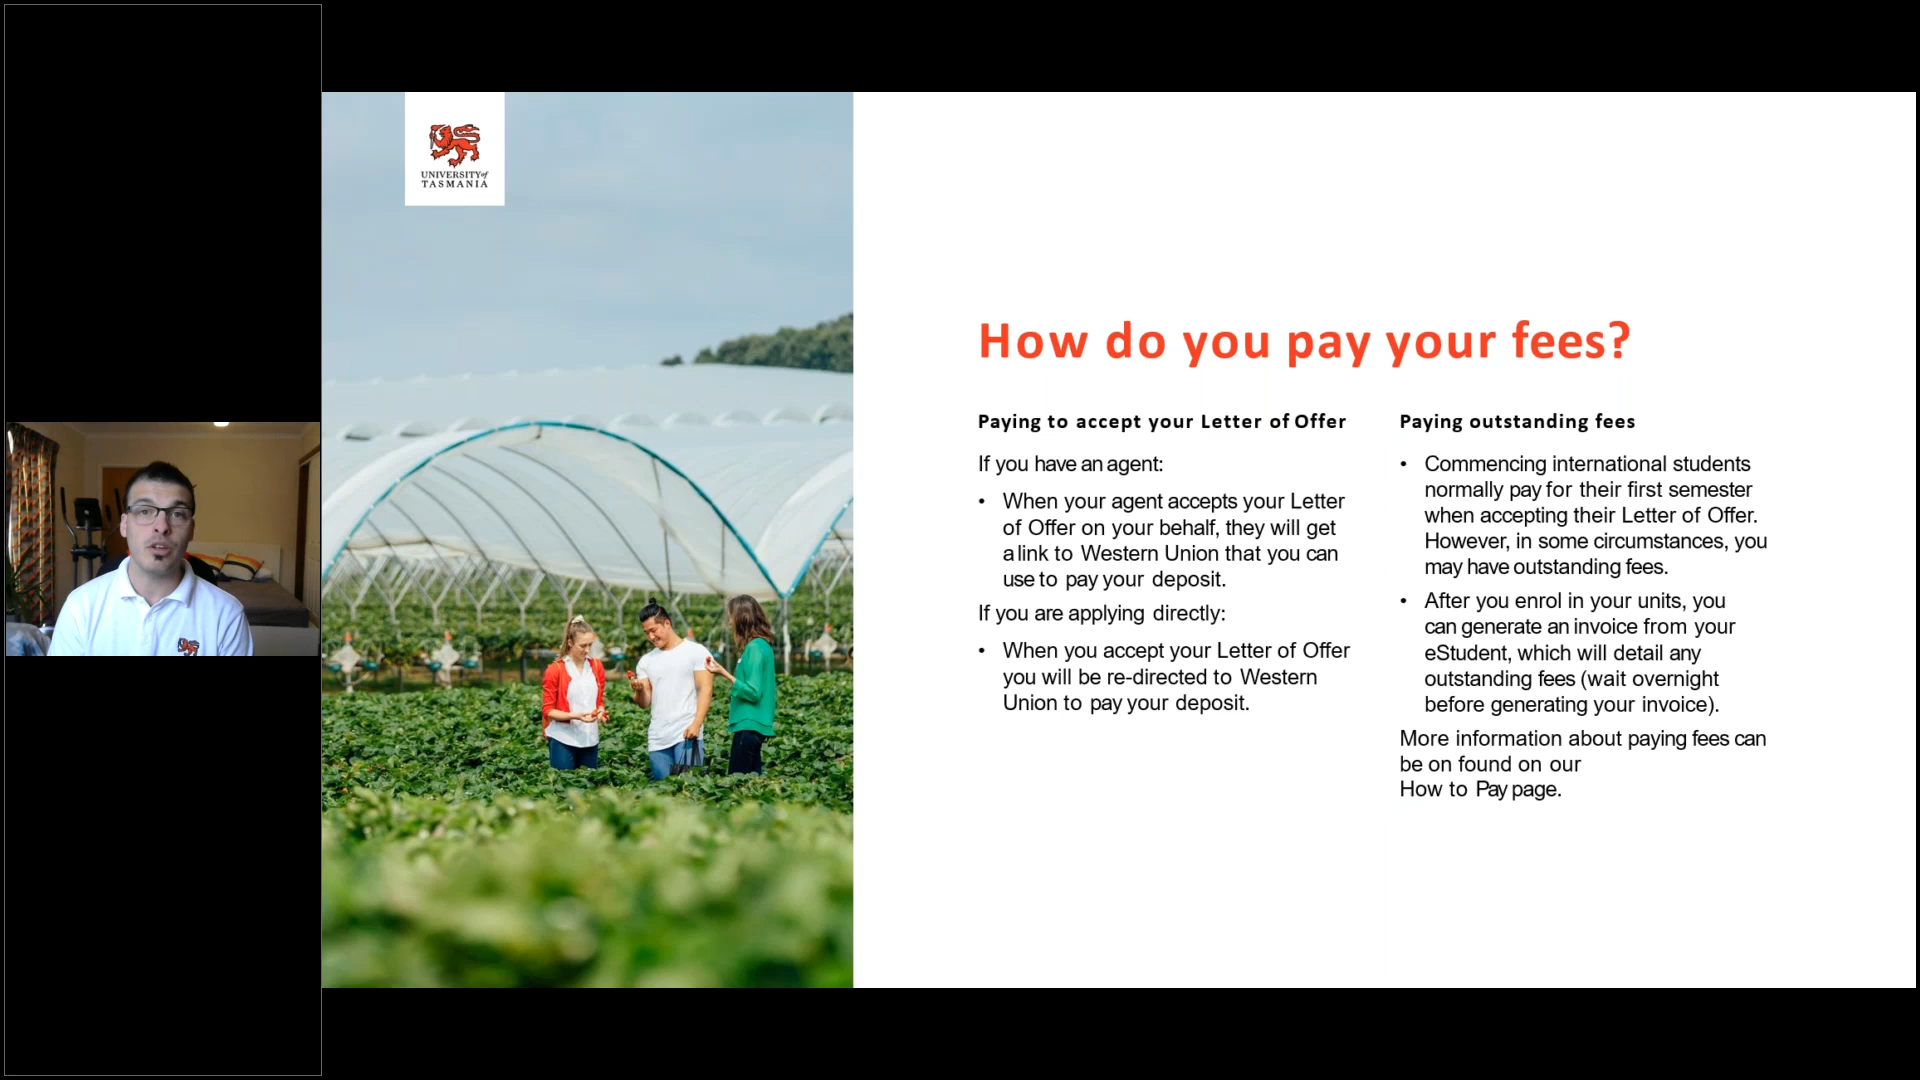 UNIVERSITY of
TASMANIA
How do you pay your fees?
Paying to accept your Letter of Offer
If you have an agent:
• When your agent accepts your Letter
of Offer on your behalf, they will get
a link to Western Union that you can
use to pay your deposit.
If you are applying directly:
• When you accept your Letter of Offer
you will be re-directed to Western
Union to pay your deposit.
Paying outstanding fees
• Commencing international students
normally pay for their first semester
when accepting their Letter of Offer.
However, in some circumstances, you
may have outstanding fees.
• After you enrol in your units, you
can generate an invoice from your
eStudent, which will detail any
outstanding fees (wait overnight
before generating your invoice).
More information about paying fees can
be on found on our
How to Pay page.